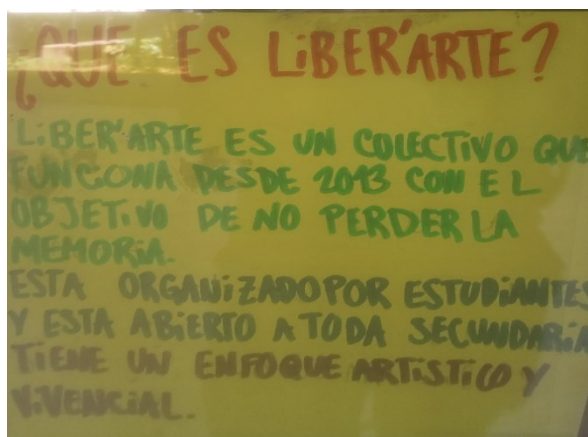 ¿QUE ES LIBER'ARTE?
LIBER'ARTE ES UN COLECTIVO QUE
FUNCONA DESDE 2013 CON EL
OBJETIVO DE NO PERDER LA
MEMORIA.
ESTA ORGANIZADO POR ESTUDIANTES
Y ESTA ABIERTO A TODA SECUNDARIA
TIENE UN ENFOQUE ARTISTICO Y
VIVENCIAL.